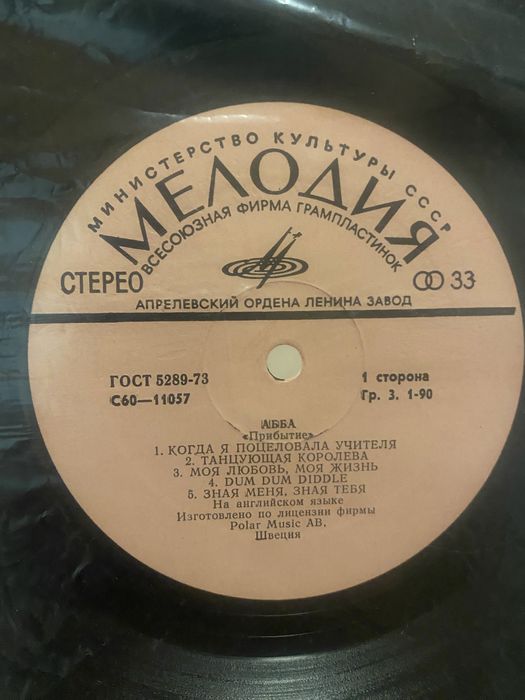 МИНИСТЕРСТВО КУЛЬТУРЫ СССР
МЕЛОДИЯ
ВСЕСОЮЗНАЯ ФИРМА ГРАМПЛАСТИНОК
СТЕРЕО 33
АПРЕЛЕВСКИЙ ОРДЕНА ЛЕНИНА ЗАВОД
ГОСТ 5289-73 1 сторона
С60—11057 Гр. 3. 1-90
АББА
«Прибытие»
1. КОГДА Я ПОЦЕЛОВАЛА УЧИТЕЛЯ
2. ТАНЦУЮЩАЯ КОРОЛЕВА
3. МОЯ ЛЮБОВЬ, МОЯ ЖИЗНЬ
4. DUM DUM DIDDLE
5. ЗНАЯ МЕНЯ, ЗНАЯ ТЕБЯ
На английском языке
Изготовлено по лицензии фирмы
Polar Music AB,
Швеция